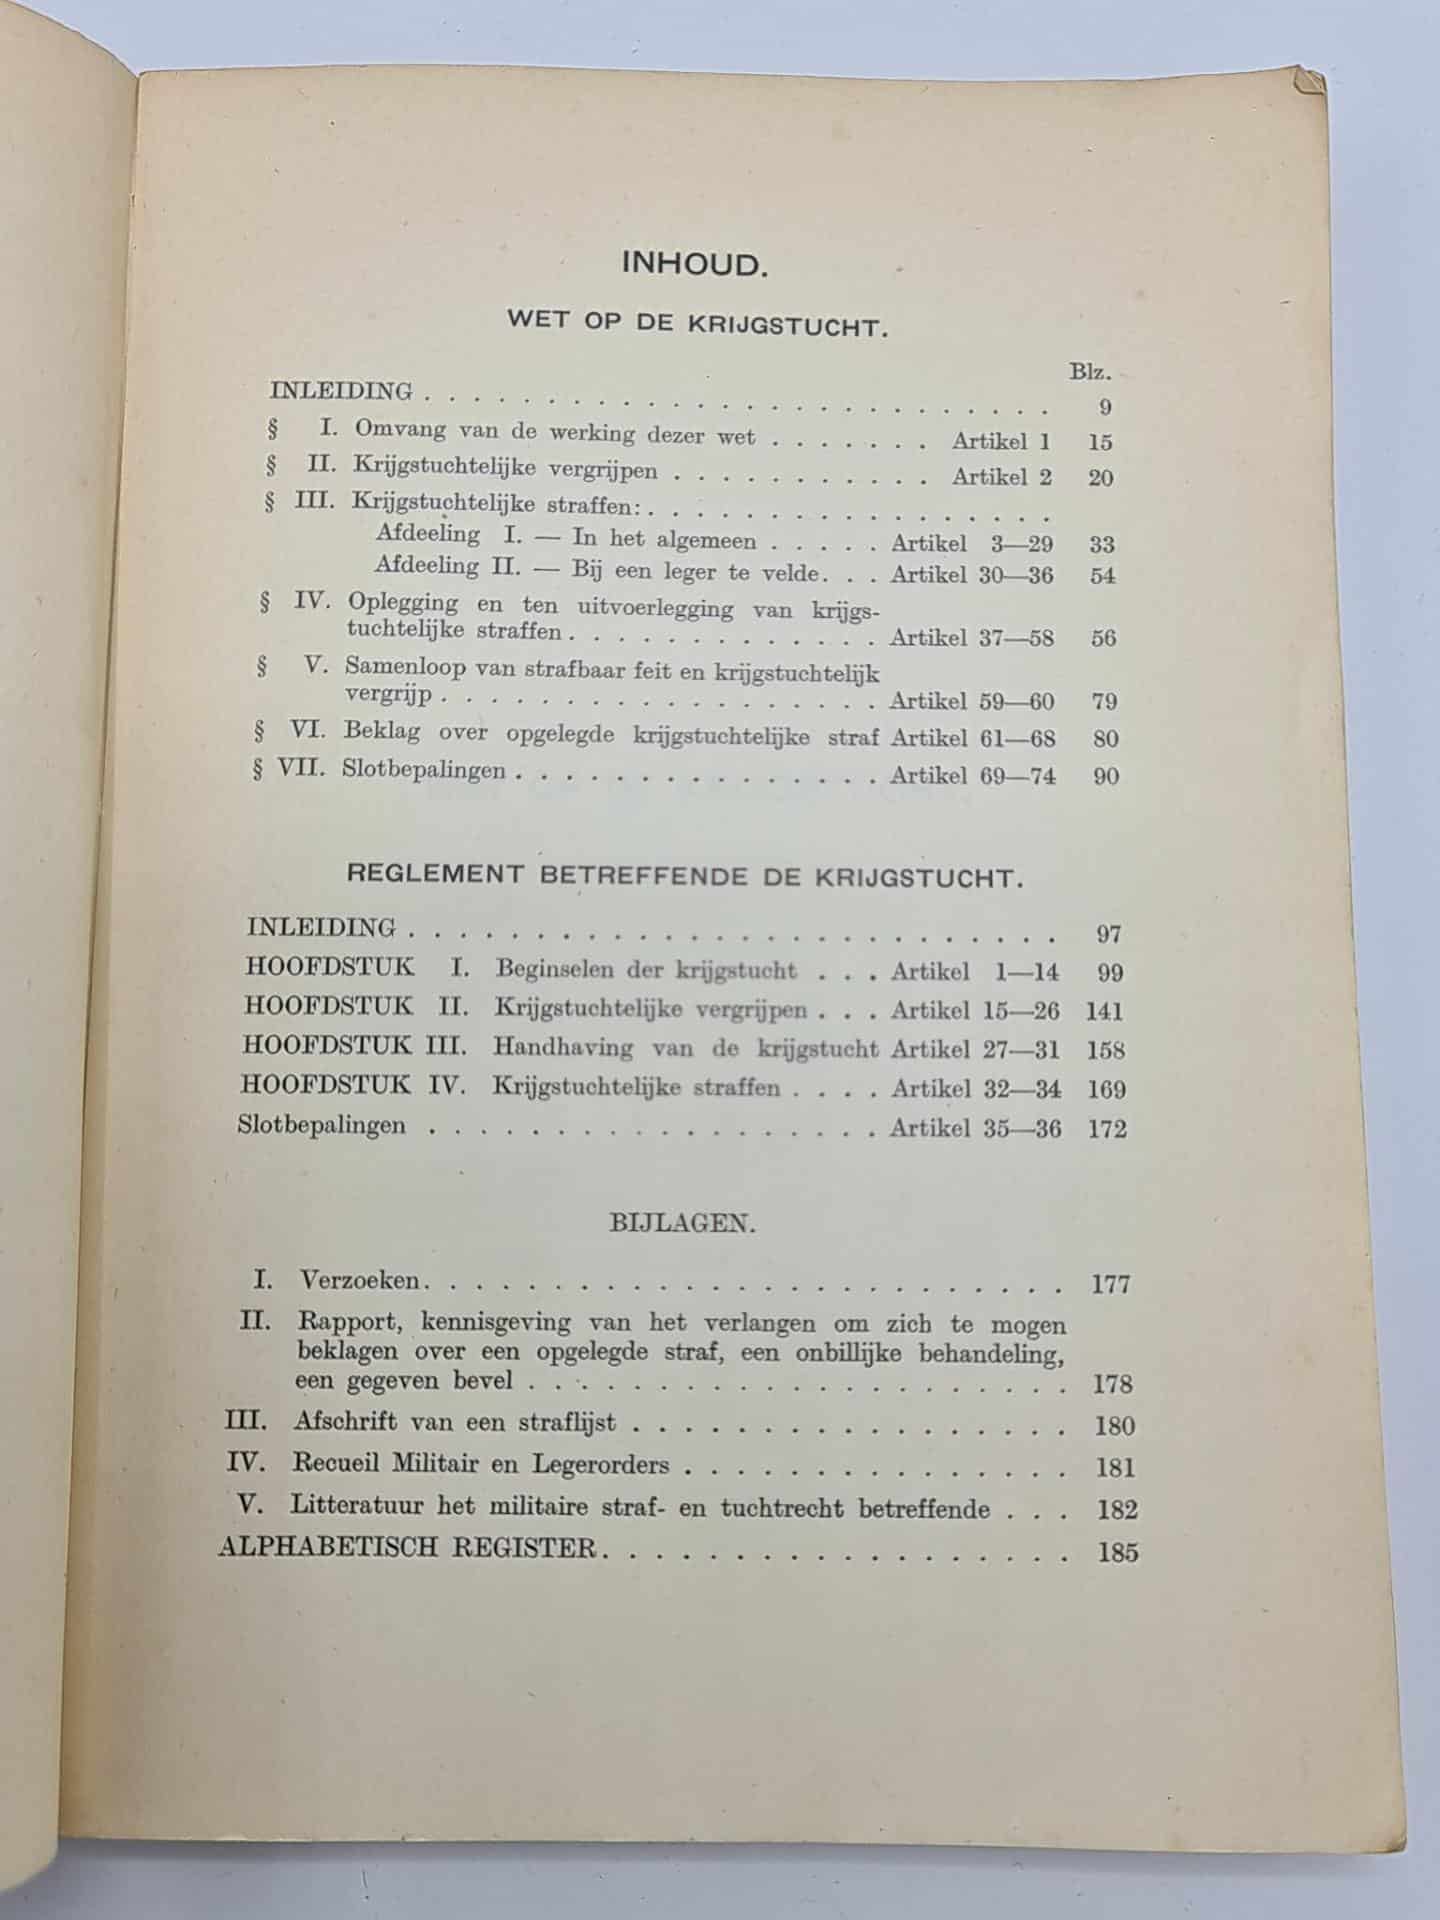 INHOUD.
WET OP DE KRIJGSTUCHT.
Blz.
INLEIDING . . . . . . . . . . . . . . . . . . . . . . . . . 9
§ I. Omvang van de werking dezer wet . . . . . . . Artikel 1 15
§ II. Krijgstuchtelijke vergrijpen . . . . . . . . . . . Artikel 2 20
§ III. Krijgstuchtelijke straffen: . . . . . . . . . . . . . . . . .
Afdeeling I. — In het algemeen . . . . . Artikel 3—29 33
Afdeeling II. — Bij een leger te velde. . . Artikel 30—36 54
§ IV. Oplegging en ten uitvoerlegging van krijgs-
tuchtelijke straffen . . . . . . . . . . . . . Artikel 37—58 56
§ V. Samenloop van strafbaar feit en krijgstuchtelijk
vergrijp . . . . . . . . . . . . . . . . . . Artikel 59—60 79
§ VI. Beklag over opgelegde krijgstuchtelijke straf Artikel 61—68 80
§ VII. Slotbepalingen . . . . . . . . . . . . . . . Artikel 69—74 90
REGLEMENT BETREFFENDE DE KRIJGSTUCHT.
INLEIDING . . . . . . . . . . . . . . . . . . . . . . . . . . 97
HOOFDSTUK I. Beginselen der krijgstucht . . . Artikel 1—14 99
HOOFDSTUK II. Krijgstuchtelijke vergrijpen . . . Artikel 15—26 141
HOOFDSTUK III. Handhaving van de krijgstucht Artikel 27—31 158
HOOFDSTUK IV. Krijgstuchtelijke straffen . . . . Artikel 32—34 169
Slotbepalingen . . . . . . . . . . . . . . . . . . Artikel 35—36 172
BIJLAGEN.
I. Verzoeken. . . . . . . . . . . . . . . . . . . . . . . . . . 177
II. Rapport, kennisgeving van het verlangen om zich te mogen
beklagen over een opgelegde straf, een onbillijke behandeling,
een gegeven bevel . . . . . . . . . . . . . . . . . . . . . 178
III. Afschrift van een straflijst . . . . . . . . . . . . . . . . . 180
IV. Recueil Militair en Legerorders . . . . . . . . . . . . . . . 181
V. Litteratuur het militaire straf- en tuchtrecht betreffende . . . 182
ALPHABETISCH REGISTER. . . . . . . . . . . . . . . . . . . 185